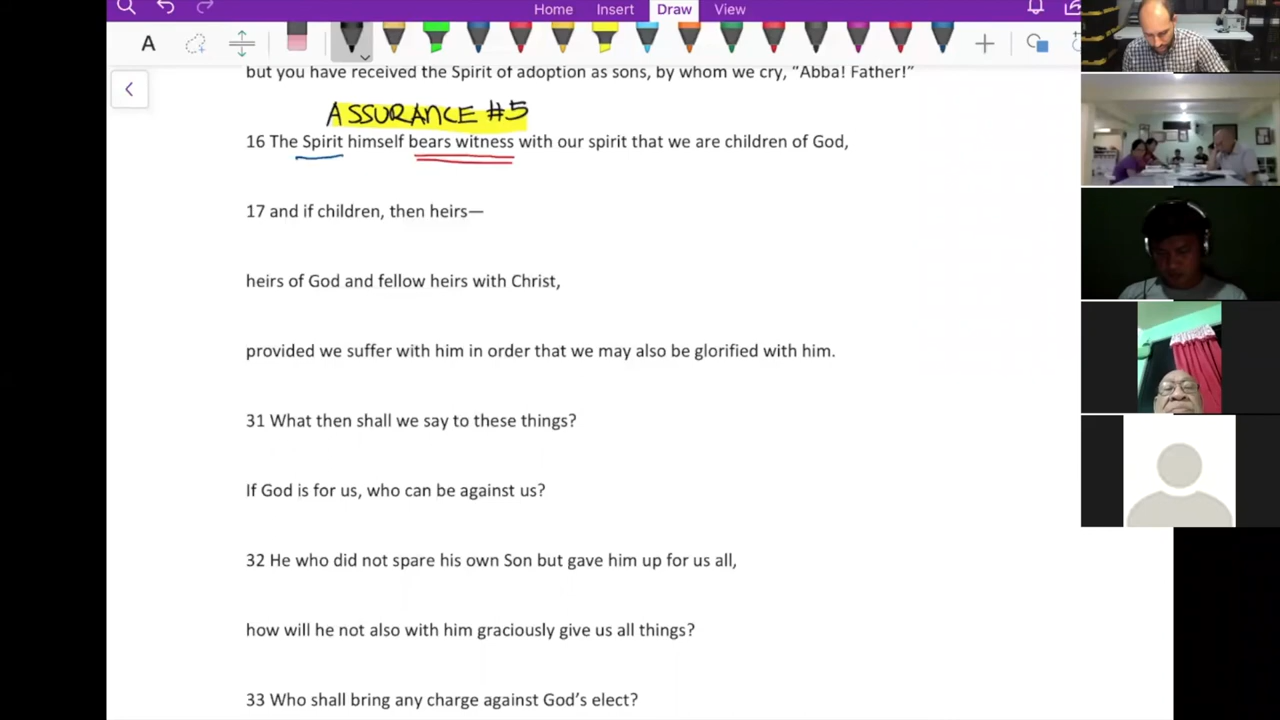 Home Insert Draw View
A
but you have received the Spirit of adoption as sons, by whom we cry, “Abba! Father!”
ASSURANCE #5
16 The Spirit himself bears witness with our spirit that we are children of God,
17 and if children, then heirs—
heirs of God and fellow heirs with Christ,
provided we suffer with him in order that we may also be glorified with him.
31 What then shall we say to these things?
If God is for us, who can be against us?
32 He who did not spare his own Son but gave him up for us all,
how will he not also with him graciously give us all things?
33 Who shall bring any charge against God’s elect?